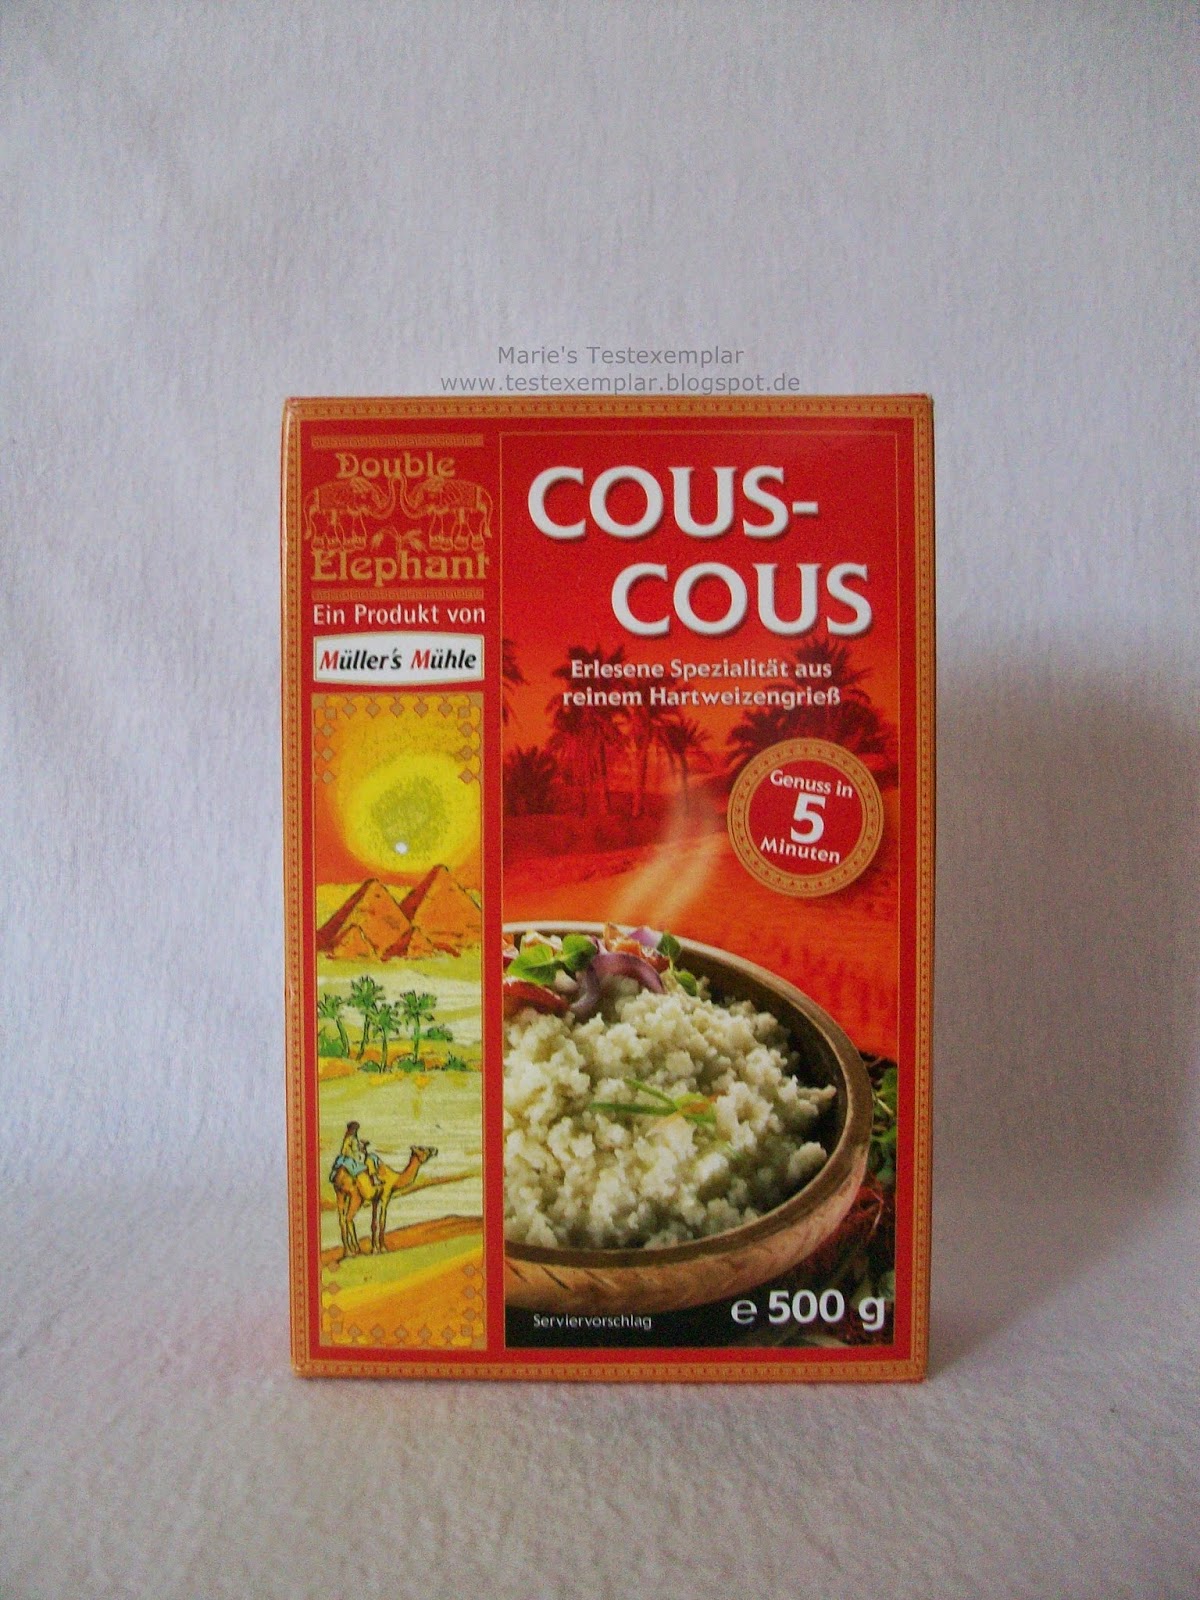 Marie's Testexemplar
www.testexemplar.blogspot.de
Double
Elephant
Ein Produkt von
Müller's Mühle
COUS-
COUS
Erlesene Spezialität aus
reinem Hartweizengrieß
Genuss in
5
Minuten
Serviervorschlag
℮ 500 g